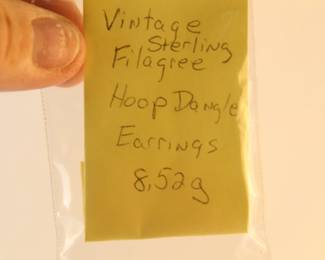 Vintage
Sterling
Filagree
Hoop Dangle
Earrings
8.52g